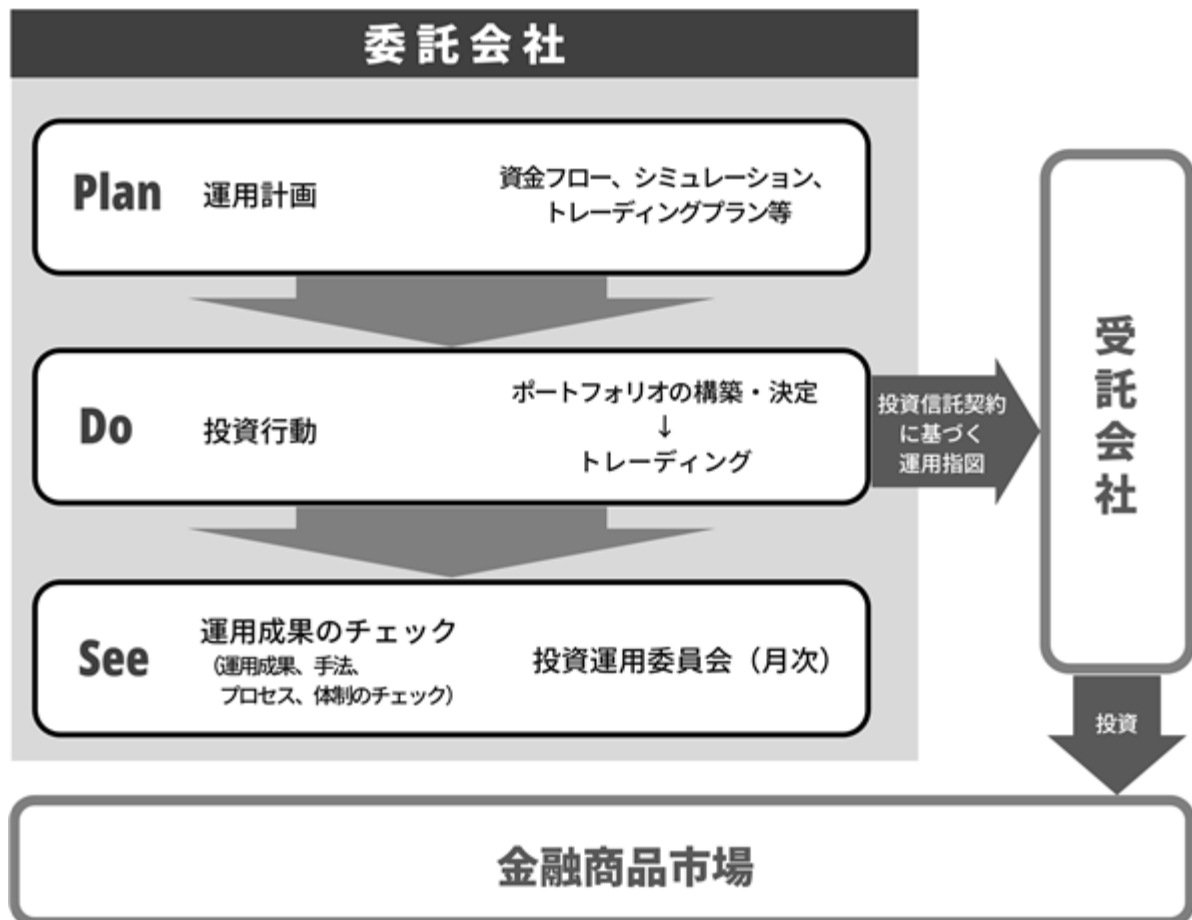 委託会社
Plan
運用計画
資金フロー、シミュレーション、
トレーディングプラン等
Do
投資行動
ポートフォリオの構築・決定
↓
トレーディング
投資信託契約
に基づく
運用指図
受託会社
See
運用成果のチェック
(運用成果、手法、
プロセス、体制のチェック)
投資運用委員会(月次)
投資
金融商品市場